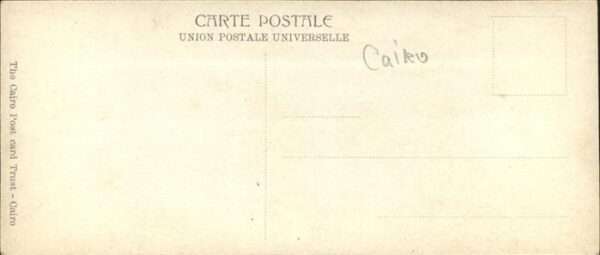 CARTE POSTALE
UNION POSTALE UNIVERSELLE
Cairo
The Cairo Post card Trust - Cairo